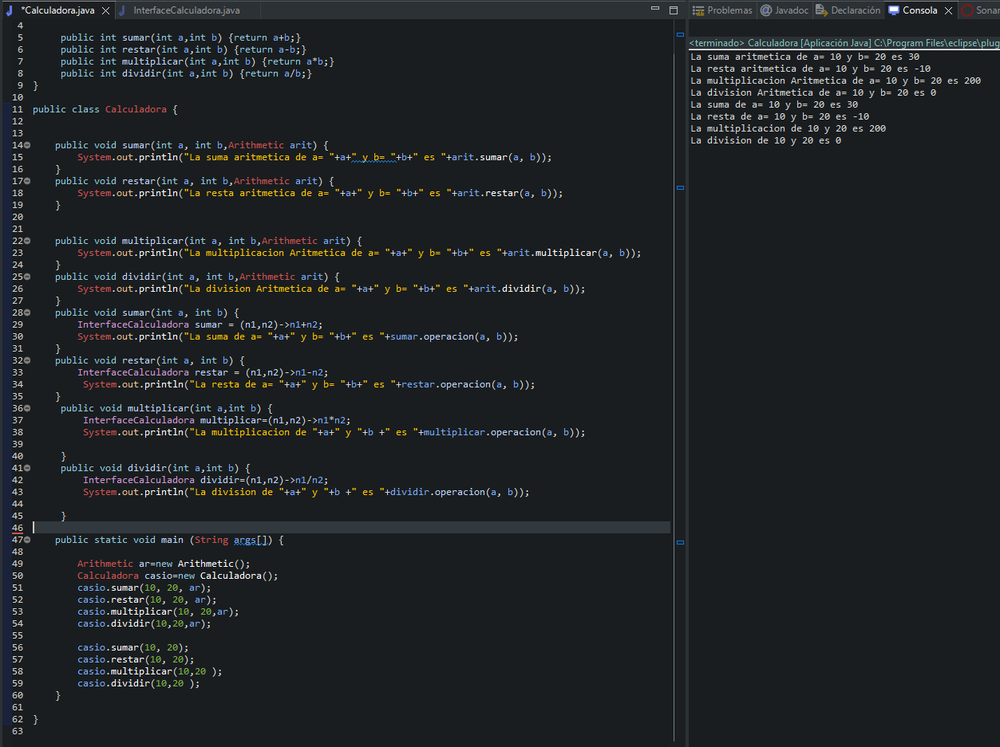 *Calculadora.java
InterfaceCalculadora.java
4
5 public int sumar(int a,int b) {return a+b;}
6 public int restar(int a,int b) {return a-b;}
7 public int multiplicar(int a,int b) {return a*b;}
8 public int dividir(int a,int b) {return a/b;}
9 }
10
11 public class Calculadora {
12
13
14 public void sumar(int a, int b,Arithmetic arit) {
15 System.out.println("La suma aritmetica de a= "+a+" y b= "+b+" es "+arit.sumar(a, b));
16 }
17 public void restar(int a, int b,Arithmetic arit) {
18 System.out.println("La resta aritmetica de a= "+a+" y b= "+b+" es "+arit.restar(a, b));
19 }
20
21
22 public void multiplicar(int a, int b,Arithmetic arit) {
23 System.out.println("La multiplicacion Aritmetica de a= "+a+" y b= "+b+" es "+arit.multiplicar(a, b));
24 }
25 public void dividir(int a, int b,Arithmetic arit) {
26 System.out.println("La division Aritmetica de a= "+a+" y b= "+b+" es "+arit.dividir(a, b));
27 }
28 public void sumar(int a, int b) {
29 InterfaceCalculadora sumar = (n1,n2)->n1+n2;
30 System.out.println("La suma de a= "+a+" y b= "+b+" es "+sumar.operacion(a, b));
31 }
32 public void restar(int a, int b) {
33 InterfaceCalculadora restar = (n1,n2)->n1-n2;
34 System.out.println("La resta de a= "+a+" y b= "+b+" es "+restar.operacion(a, b));
35 }
36 public void multiplicar(int a,int b) {
37 InterfaceCalculadora multiplicar=(n1,n2)->n1*n2;
38 System.out.println("La multiplicacion de "+a+" y "+b +" es "+multiplicar.operacion(a, b));
39
40 }
41 public void dividir(int a,int b) {
42 InterfaceCalculadora dividir=(n1,n2)->n1/n2;
43 System.out.println("La division de "+a+" y "+b +" es "+dividir.operacion(a, b));
44
45 }
46
47 public static void main (String args[]) {
48
49 Arithmetic ar=new Arithmetic();
50 Calculadora casio=new Calculadora();
51 casio.sumar(10, 20, ar);
52 casio.restar(10, 20, ar);
53 casio.multiplicar(10, 20,ar);
54 casio.dividir(10,20,ar);
55
56 casio.sumar(10, 20);
57 casio.restar(10, 20);
58 casio.multiplicar(10,20 );
59 casio.dividir(10,20 );
60 }
61
62 }
63
Problemas @ Javadoc Declaración Consola Sonar
<terminado> Calculadora [Aplicación Java] C:\Program Files\eclipse\plug
La suma aritmetica de a= 10 y b= 20 es 30
La resta aritmetica de a= 10 y b= 20 es -10
La multiplicacion Aritmetica de a= 10 y b= 20 es 200
La division Aritmetica de a= 10 y b= 20 es 0
La suma de a= 10 y b= 20 es 30
La resta de a= 10 y b= 20 es -10
La multiplicacion de 10 y 20 es 200
La division de 10 y 20 es 0